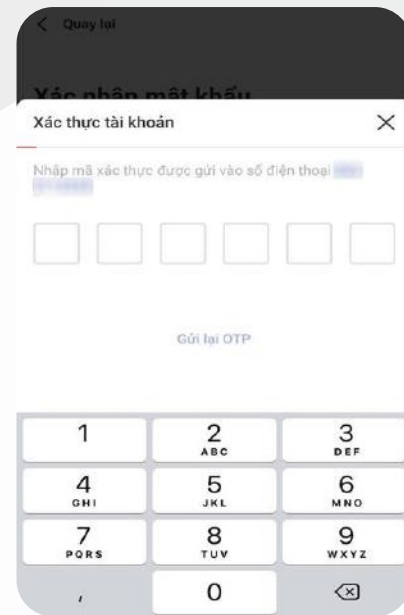 Quay lại
Xác nhận mật khẩu
Xác thực tài khoản
Nhập mã xác thực được gửi vào số điện thoại
Gửi lại OTP
1
2
3
ABC
DEF
4
5
6
GHI
JKL
MNO
7
8
9
PQRS
TUV
WXYZ
,
0